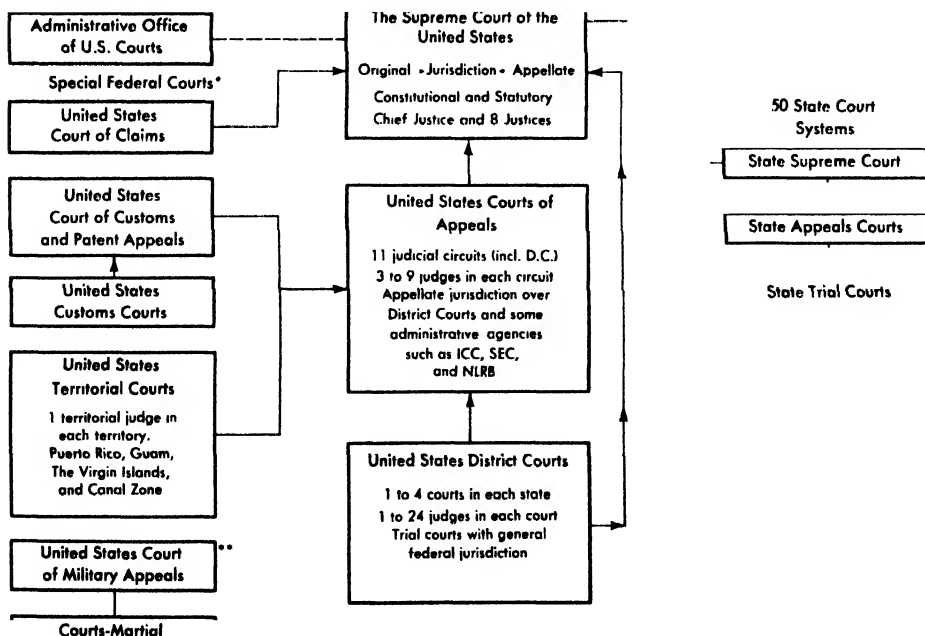 Administrative Office
of U.S. Courts
Special Federal Courts*
United States
Court of Claims
United States
Court of Customs
and Patent Appeals
United States
Customs Courts
United States
Territorial Courts
1 territorial judge in
each territory.
Puerto Rico, Guam,
The Virgin Islands,
and Canal Zone
United States Court
of Military Appeals
**
Courts-Martial
The Supreme Court of the
United States
Original - Jurisdiction - Appellate
Constitutional and Statutory
Chief Justice and 8 Justices
United States Courts of
Appeals
11 judicial circuits (incl. D.C.)
3 to 9 judges in each circuit
Appellate jurisdiction over
District Courts and some
administrative agencies
such as ICC, SEC,
and NLRB
United States District Courts
1 to 4 courts in each state
1 to 24 judges in each court
Trial courts with general
federal jurisdiction
50 State Court
Systems
State Supreme Court
State Appeals Courts
State Trial Courts